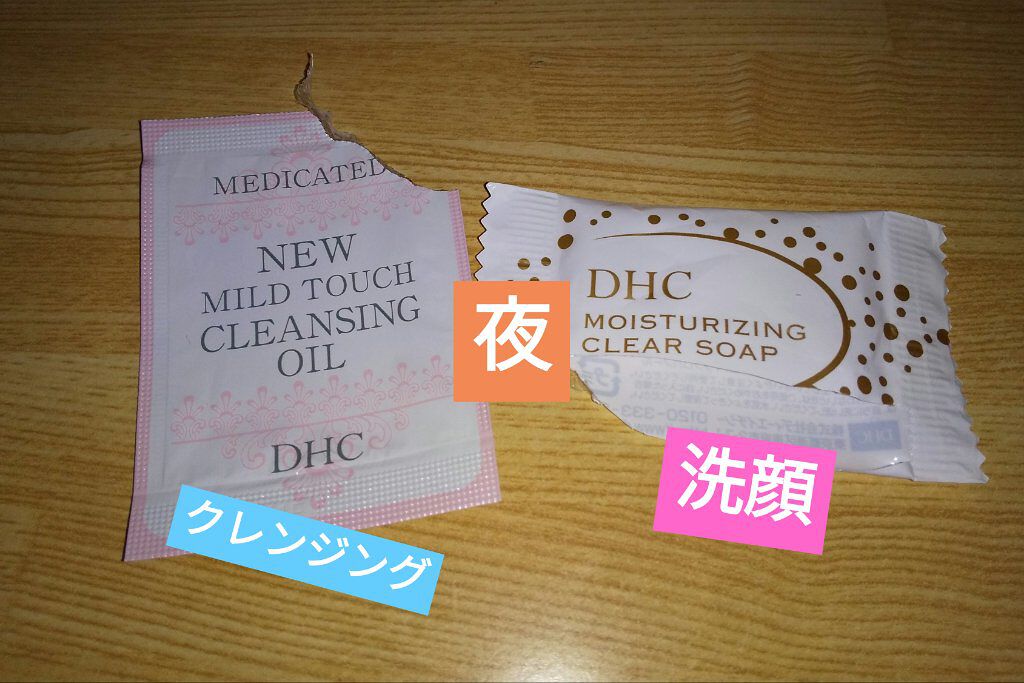 MEDICATED
NEW
MILD TOUCH
CLEANSING
OIL
DHC
クレンジング
夜
DHC
MOISTURIZING
CLEAR SOAP
洗顔